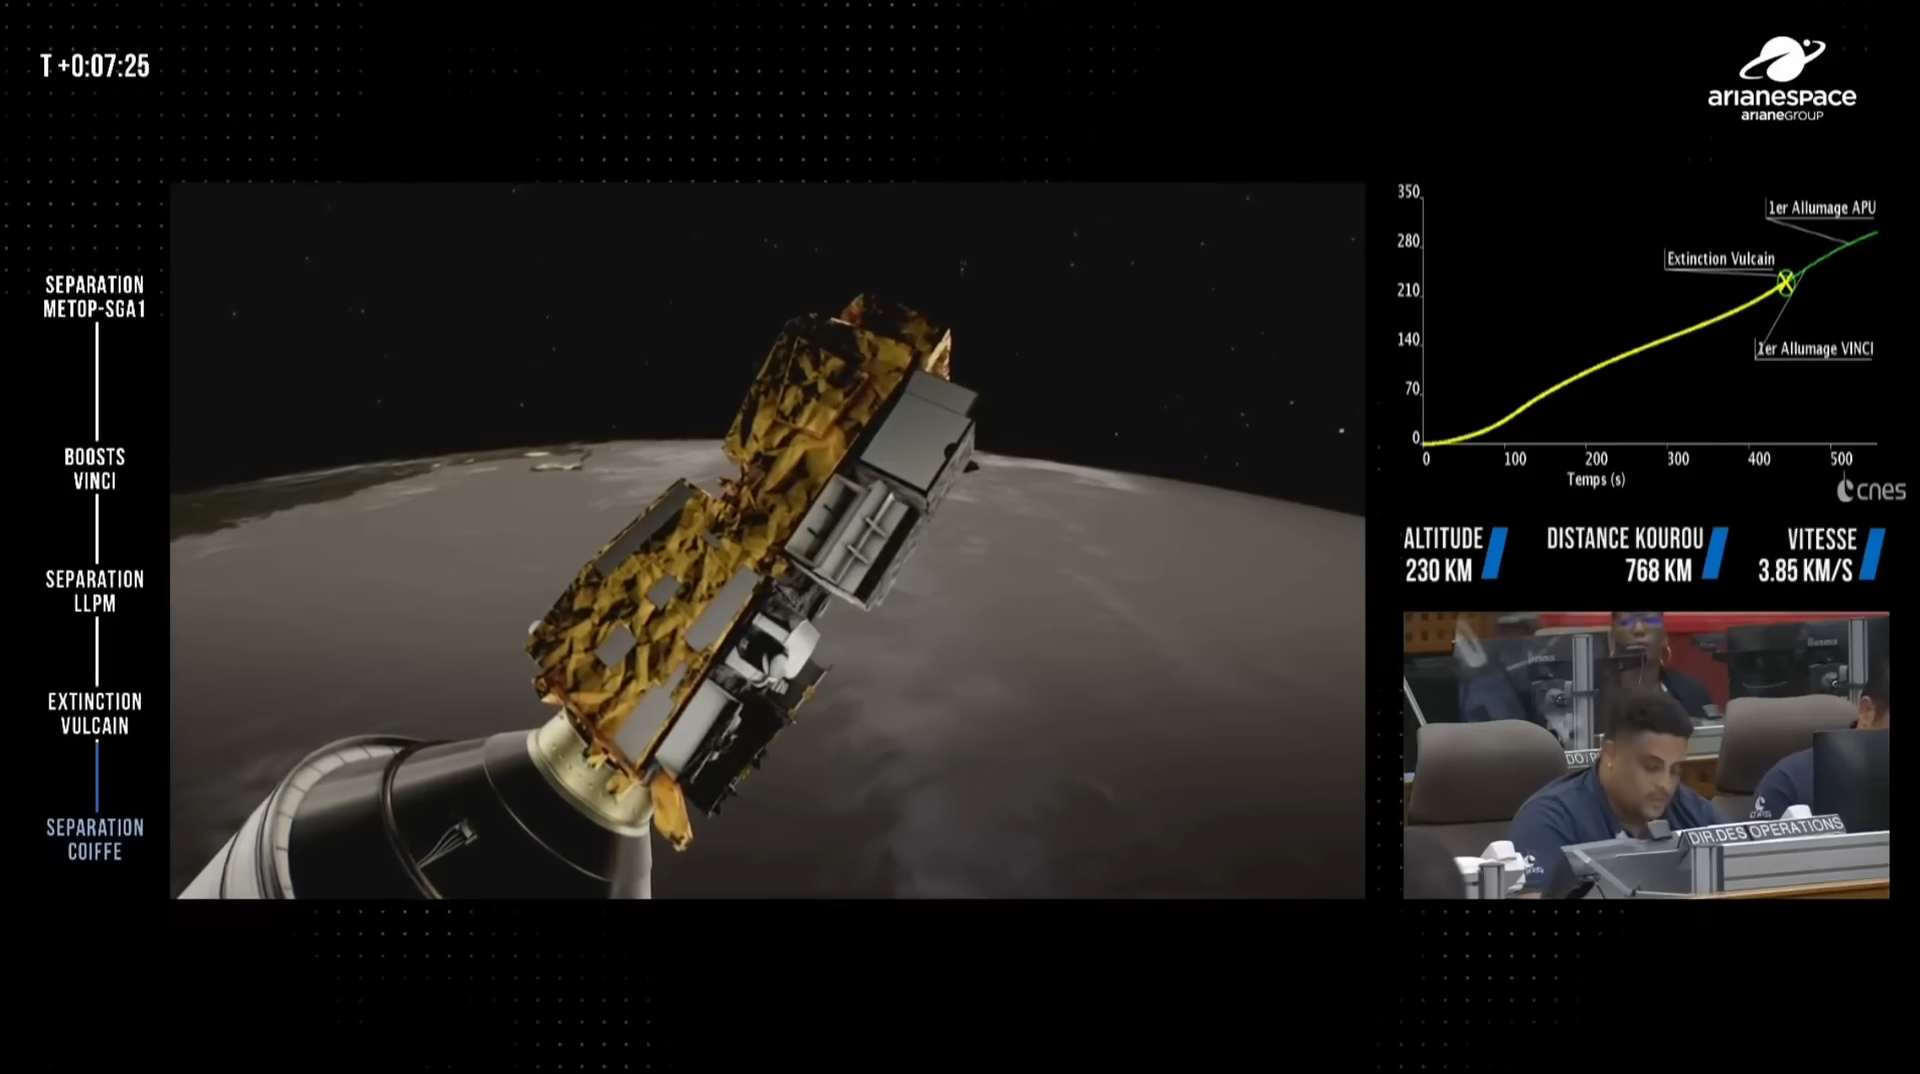 T +0:07:25
arianespace
arianeGROUP
SEPARATION
METOP-SGA1
BOOSTS
VINCI
SEPARATION
LLPM
EXTINCTION
VULCAIN
SEPARATION
COIFFE
350
280
210
140
70
0
0
100
200
300
400
500
Temps (s)
1er Allumage APU
Extinction Vulcain
1er Allumage VINCI
cnes
ALTITUDE
230 KM
DISTANCE KOUROU
768 KM
VITESSE
3.85 KM/S
DIR.DES OPERATIONS